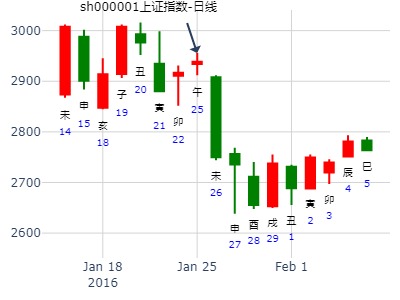 sh000001上证指数-日线
3000
2900
2800
2700
2600
未
14
申
15
亥
18
子
19
丑
20
寅
21
卯
22
午
25
未
26
申
27
酉
28
戌
29
丑
1
寅
2
卯
3
辰
4
巳
5
Jan 18
2016
Jan 25
Feb 1